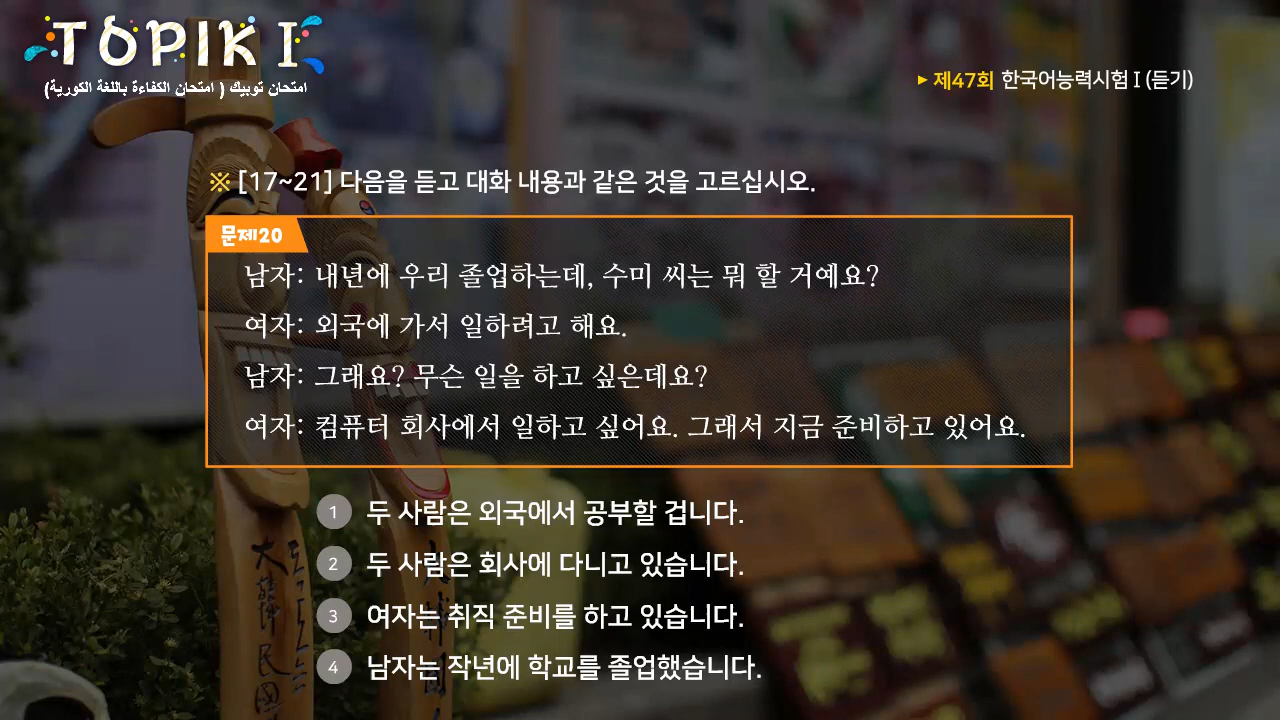 TOPIK I
امتحان توبيك ( امتحان الكفاءة باللغة الكورية)
▶ 제47회 한국어능력시험 I (듣기)
※ [17~21] 다음을 듣고 대화 내용과 같은 것을 고르십시오.
문제20
남자: 내년에 우리 졸업하는데, 수미 씨는 뭐 할 거예요?
여자: 외국에 가서 일하려고 해요.
남자: 그래요? 무슨 일을 하고 싶은데요?
여자: 컴퓨터 회사에서 일하고 싶어요. 그래서 지금 준비하고 있어요.
1 두 사람은 외국에서 공부할 겁니다.
2 두 사람은 회사에 다니고 있습니다.
3 여자는 취직 준비를 하고 있습니다.
4 남자는 작년에 학교를 졸업했습니다.
大韓民國